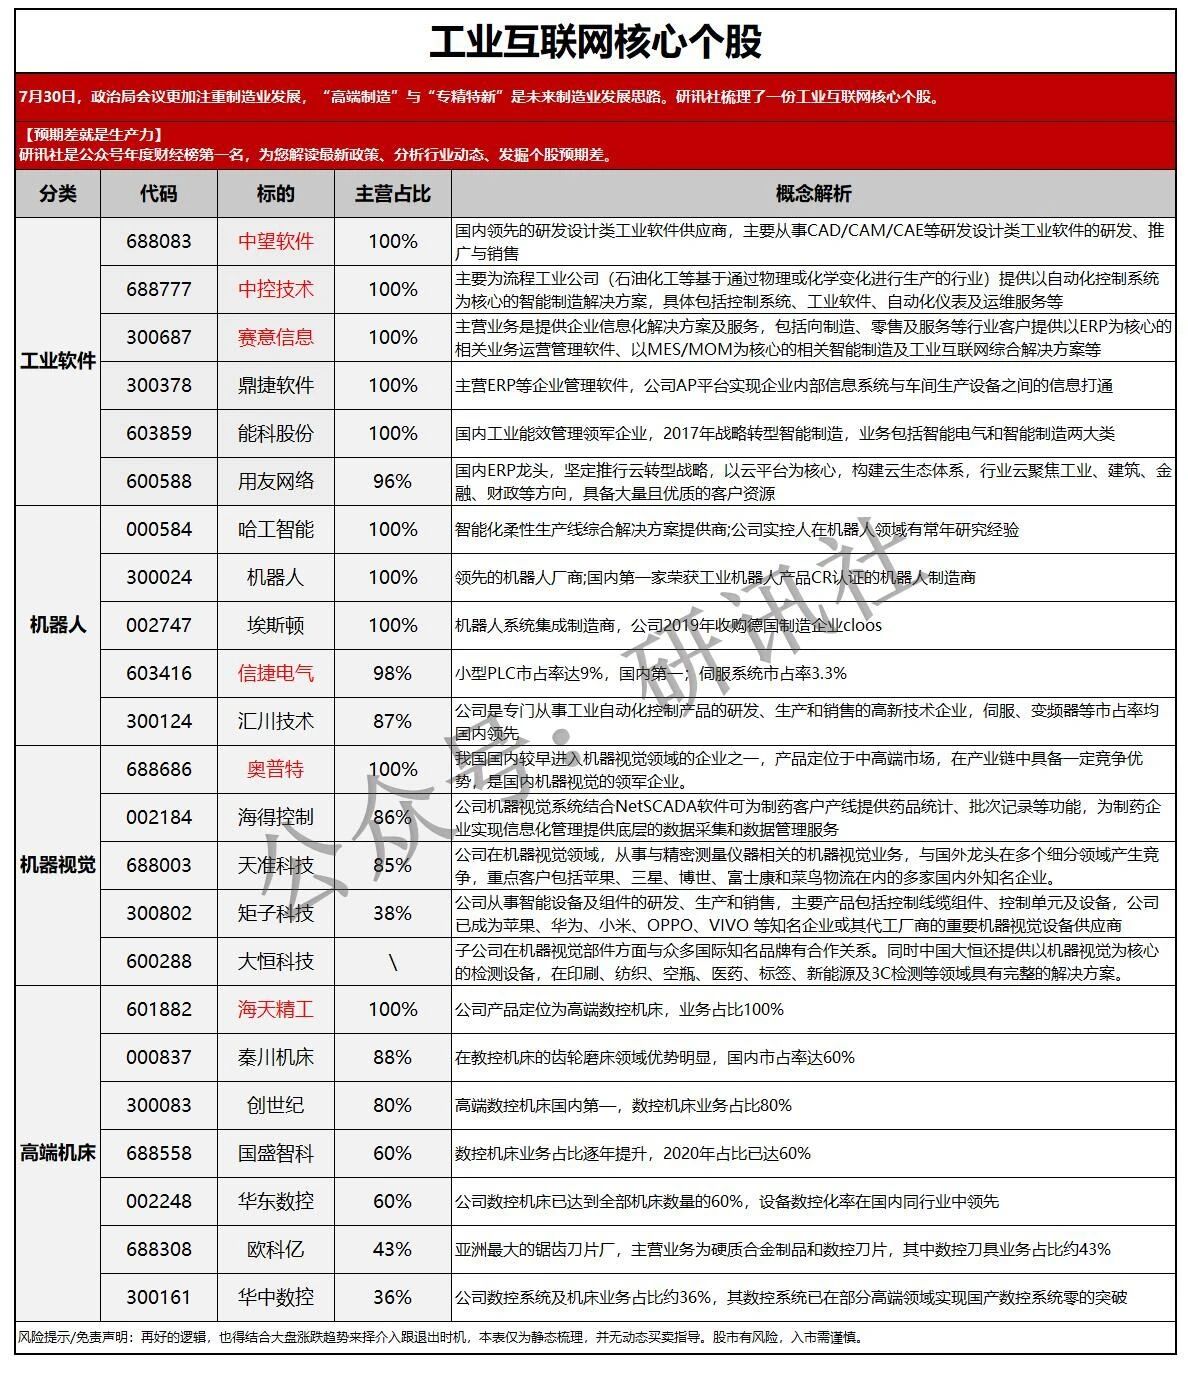 工业互联网核心个股
7月30日，政治局会议更加注重制造业发展，“高端制造”与“专精特新”是未来制造业发展思路。研讯社梳理了一份工业互联网核心个股。
【预期差就是生产力】
研讯社是公众号年度财经榜第一名，为您解读最新政策、分析行业动态、发掘个股预期差。
分类 代码 标的 主营占比 概念解析
工业软件
688083 中望软件 100% 国内领先的研发设计类工业软件供应商，主要从事CAD/CAM/CAE等研发设计类工业软件的研发、推
广与销售
688777 中控技术 100% 主要为流程工业公司（石油化工等基于通过物理或化学变化进行生产的行业）提供以自动化控制系统
为核心的智能制造解决方案，具体包括控制系统、工业软件、自动化仪表及运维服务等
300687 赛意信息 100% 主营业务是提供企业信息化解决方案及服务，包括向制造、零售及服务等行业客户提供以ERP为核心的
相关业务运营管理软件、以MES/MOM为核心的相关智能制造及工业互联网综合解决方案等
300378 鼎捷软件 100% 主营ERP等企业管理软件，公司AP平台实现企业内部信息系统与车间生产设备之间的信息打通
603859 能科股份 100% 国内工业能效管理领军企业，2017年战略转型智能制造，业务包括智能电气和智能制造两大类
600588 用友网络 96% 国内ERP龙头，坚定推行云转型战略，以云平台为核心，构建云生态体系，行业云聚焦工业、建筑、金
融、财政等方向，具备大量且优质的客户资源
机器人
000584 哈工智能 100% 智能化柔性生产线综合解决方案提供商;公司实控人在机器人领域有常年研究经验
300024 机器人 100% 领先的机器人厂商;国内第一家荣获工业机器人产品CR认证的机器人制造商
002747 埃斯顿 100% 机器人系统集成制造商，公司2019年收购德国制造企业cloos
603416 信捷电气 98% 小型PLC市占率达9%，国内第一；伺服系统市占率3.3%
300124 汇川技术 87% 公司是专门从事工业自动化控制产品的研发、生产和销售的高新技术企业，伺服、变频器等市占率均
国内领先
机器视觉
688686 奥普特 100% 我国国内较早进入机器视觉领域的企业之一，产品定位于中高端市场，在产业链中具备一定竞争优
势，是国内机器视觉的领军企业。
002184 海得控制 86% 公司机器视觉系统结合NetSCADA软件可为制药客户产线提供药品统计、批次记录等功能，为制药企
业实现信息化管理提供底层的数据采集和数据管理服务
688003 天准科技 85% 公司在机器视觉领域，从事与精密测量仪器相关的机器视觉业务，与国外龙头在多个细分领域产生竞
争，重点客户包括苹果、三星、博世、富士康和菜鸟物流在内的多家国内外知名企业。
300802 矩子科技 38% 公司从事智能设备及组件的研发、生产和销售，主要产品包括控制线缆组件、控制单元及设备，公司
已成为苹果、华为、小米、OPPO、VIVO 等知名企业或其代工厂商的重要机器视觉设备供应商
600288 大恒科技 \ 子公司在机器视觉部件方面与众多国际知名品牌有合作关系。同时中国大恒还提供以机器视觉为核心
的检测设备，在印刷、纺织、空瓶、医药、标签、新能源及3C检测等领域具有完整的解决方案。
高端机床
601882 海天精工 100% 公司产品定位为高端数控机床，业务占比100%
000837 秦川机床 88% 在教控机床的齿轮磨床领域优势明显，国内市占率达60%
300083 创世纪 80% 高端数控机床国内第一，数控机床业务占比80%
688558 国盛智科 60% 数控机床业务占比逐年提升，2020年占比已达60%
002248 华东数控 60% 公司数控机床已达到全部机床数量的60%，设备数控化率在国内同行业中领先
688308 欧科亿 43% 亚洲最大的锯齿刀片厂，主营业务为硬质合金制品和数控刀片，其中数控刀具业务占比约43%
300161 华中数控 36% 公司数控系统及机床业务占比约36%，其数控系统已在部分高端领域实现国产数控系统零的突破
风险提示/免责声明：再好的逻辑，也得结合大盘涨跌趋势来择介入跟退出时机，本表仅为静态梳理，并无动态买卖指导。股市有风险，入市需谨慎。
公众号：研讯社